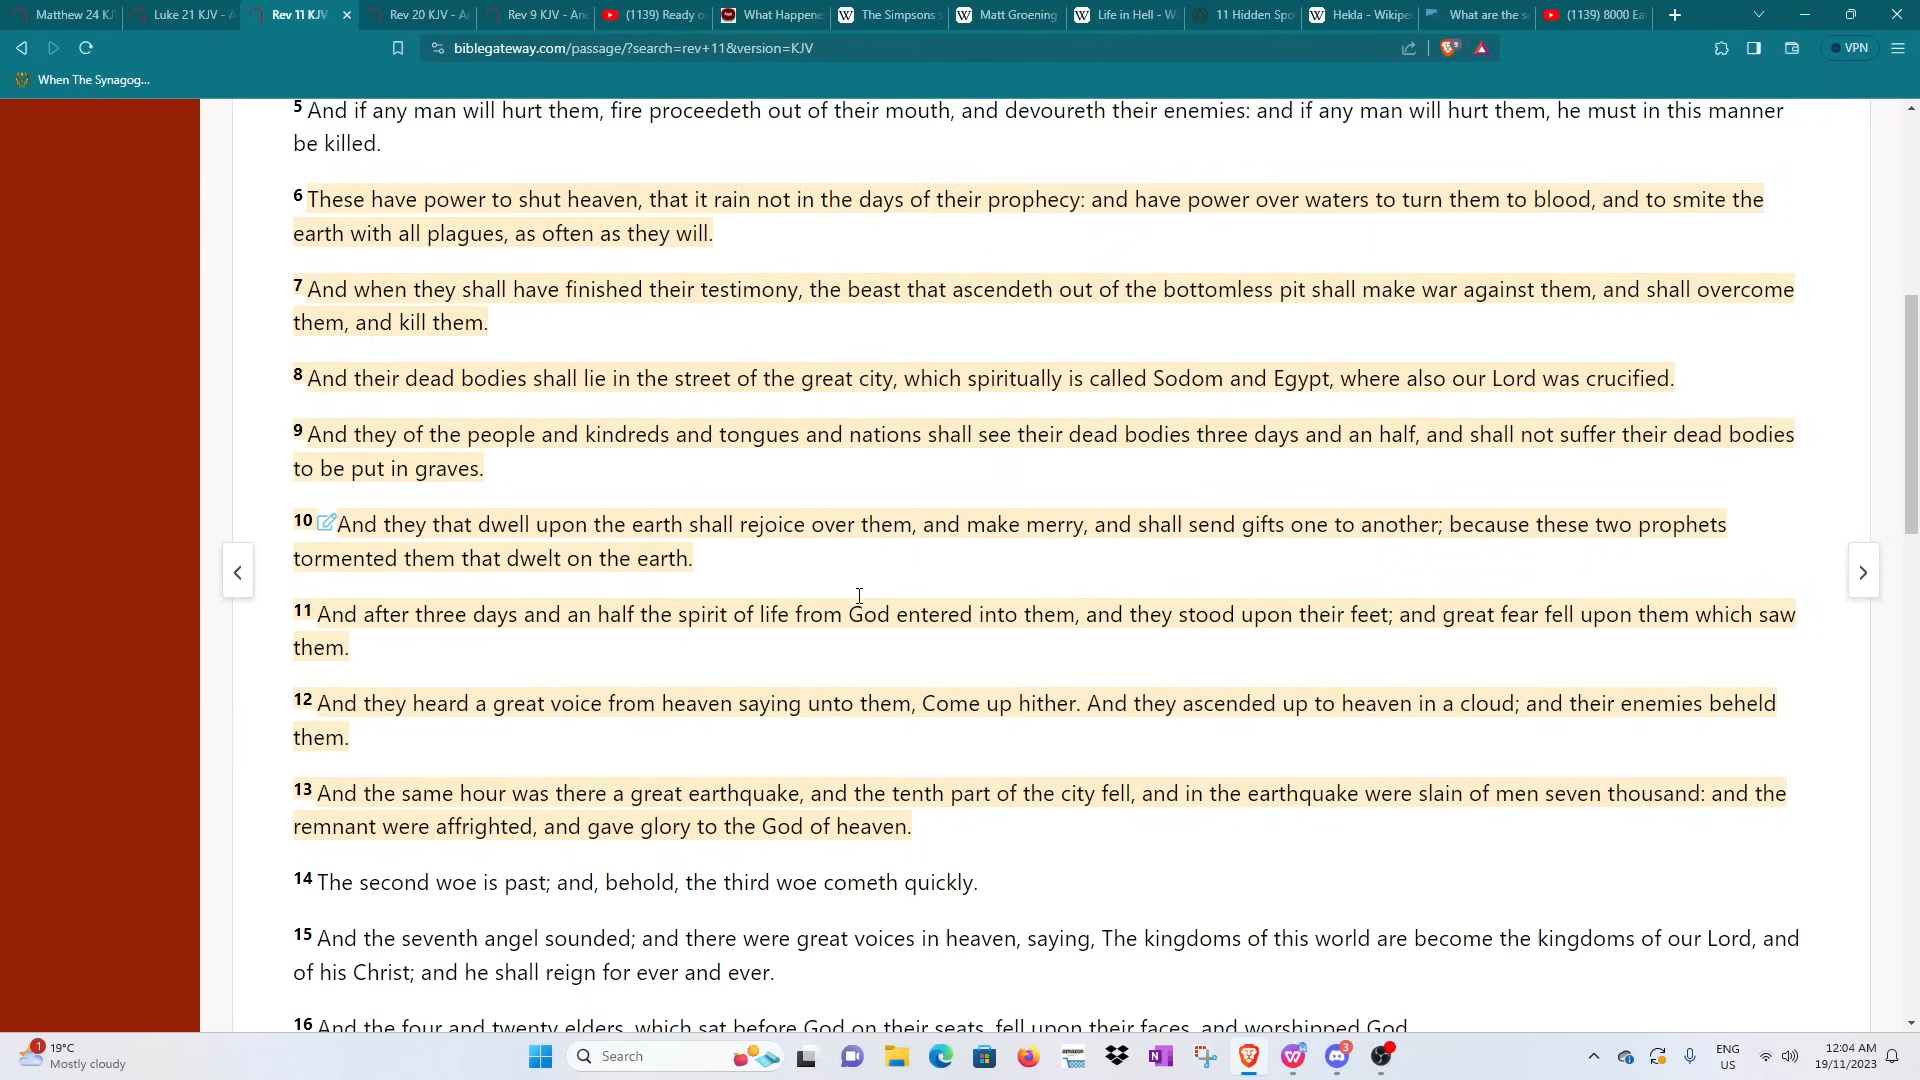 Matthew 24 KJV
Luke 21 KJV - A
Rev 11 KJV
Rev 20 KJV - A
Rev 9 KJV - An
(1139) Ready o
What Happene
The Simpsons
Matt Groening
Life in Hell - Wi
11 Hidden Spo
Hekla - Wikipe
What are the s
(1139) 8000 Ea
biblegateway.com/passage/?search=rev+11&version=KJV
VPN
When The Synagog...
5 And if any man will hurt them, fire proceedeth out of their mouth, and devoureth their enemies: and if any man will hurt them, he must in this manner
be killed.
6 These have power to shut heaven, that it rain not in the days of their prophecy: and have power over waters to turn them to blood, and to smite the
earth with all plagues, as often as they will.
7 And when they shall have finished their testimony, the beast that ascendeth out of the bottomless pit shall make war against them, and shall overcome
them, and kill them.
8 And their dead bodies shall lie in the street of the great city, which spiritually is called Sodom and Egypt, where also our Lord was crucified.
9 And they of the people and kindreds and tongues and nations shall see their dead bodies three days and an half, and shall not suffer their dead bodies
to be put in graves.
10 And they that dwell upon the earth shall rejoice over them, and make merry, and shall send gifts one to another; because these two prophets
tormented them that dwelt on the earth.
11 And after three days and an half the spirit of life from God entered into them, and they stood upon their feet; and great fear fell upon them which saw
them.
12 And they heard a great voice from heaven saying unto them, Come up hither. And they ascended up to heaven in a cloud; and their enemies beheld
them.
13 And the same hour was there a great earthquake, and the tenth part of the city fell, and in the earthquake were slain of men seven thousand: and the
remnant were affrighted, and gave glory to the God of heaven.
14 The second woe is past; and, behold, the third woe cometh quickly.
15 And the seventh angel sounded; and there were great voices in heaven, saying, The kingdoms of this world are become the kingdoms of our Lord, and
of his Christ; and he shall reign for ever and ever.
16 And the four and twenty elders, which sat before God on their seats, fell upon their faces, and worshipped God,
1
19°C
Mostly cloudy
Search
amazon
3
ENG
US
12:04 AM
19/11/2023